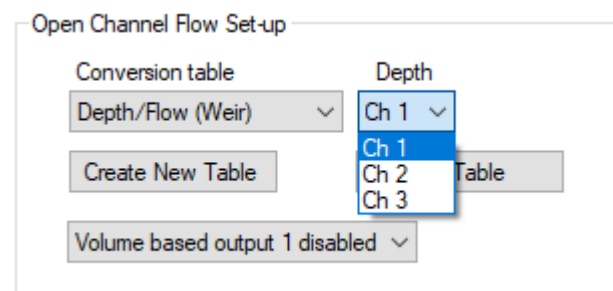 Open Channel Flow Set-up
Conversion table Depth
Depth/Flow (Weir) Ch 1
Ch 1
Create New Table Table
Ch 2
Ch 3
Volume based output 1 disabled